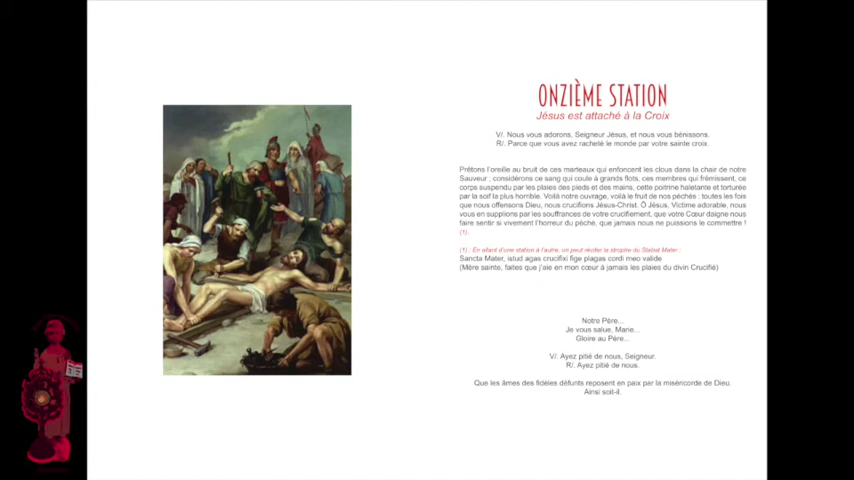 ONZIÈME STATION
Jésus est attaché à la Croix
V/. Nous vous adorons, Seigneur Jésus, et nous vous bénissons.
R/. Parce que vous avez racheté le monde par votre sainte croix.
Prêtons l'oreille au bruit de ces marteaux qui enfoncent les clous dans la chair de notre
Sauveur ; considérons ce sang qui coule à grands flots, ces membres qui frémissent, ce
corps suspendu par les plaies des pieds et des mains, cette poitrine haletante et torturée
par la soif la plus horrible. Voilà notre ouvrage, voilà le fruit de nos péchés : toutes les fois
que nous offensons Dieu, nous crucifions Jésus-Christ. Ô Jésus, Victime adorable, nous
vous en supplions par les souffrances de votre crucifiement, que votre Cœur daigne nous
faire sentir si vivement l'horreur du péché, que jamais nous ne puissions le commettre !
(1).
(1) : En allant d'une station à l'autre, un peut réciter la strophe du Stabat Mater :
Sancta Mater, istud agas crucifixi fige plagas cordi meo valide
(Mère sainte, faites que j'aie en mon cœur à jamais les plaies du divin Crucifié)
Notre Père...
Je vous salue, Marie...
Gloire au Père...
V/. Ayez pitié de nous, Seigneur.
R/. Ayez pitié de nous.
Que les âmes des fidèles défunts reposent en paix par la miséricorde de Dieu.
Ainsi soit-il.